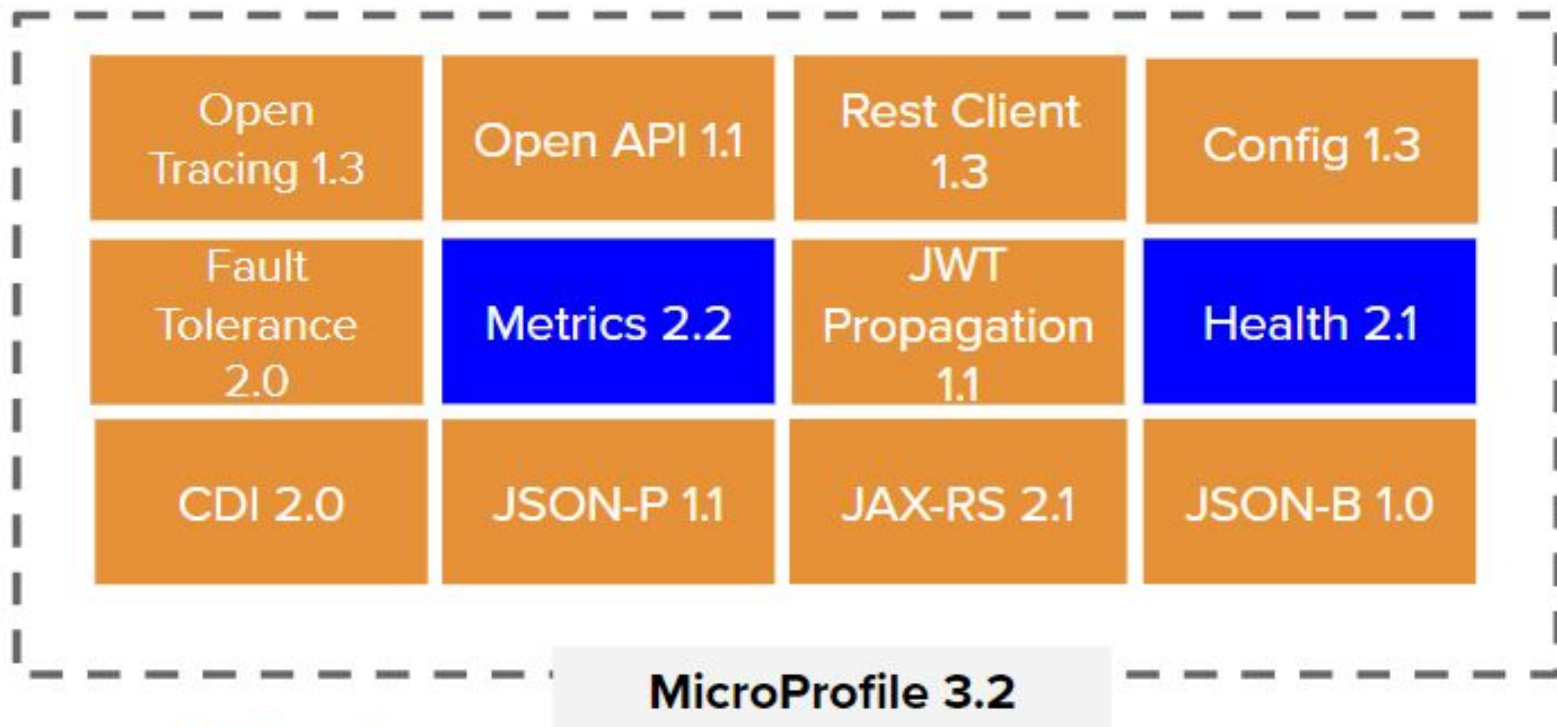 Open
Tracing 1.3
Open API 1.1
Rest Client
1.3
Config 1.3
Fault
Tolerance
2.0
Metrics 2.2
JWT
Propagation
1.1
Health 2.1
CDI 2.0
JSON-P 1.1
JAX-RS 2.1
JSON-B 1.0
MicroProfile 3.2